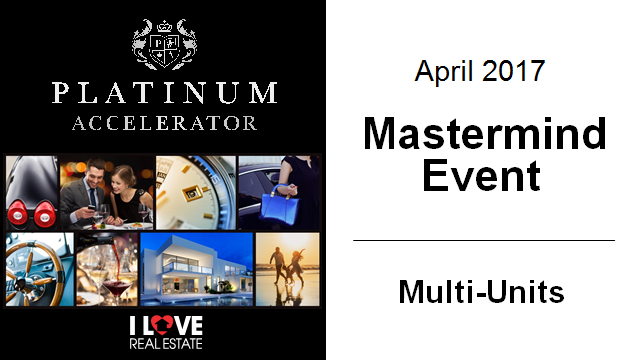 PLATINUM
ACCELERATOR
I LOVE
REAL ESTATE
April 2017
Mastermind
Event
Multi-Units